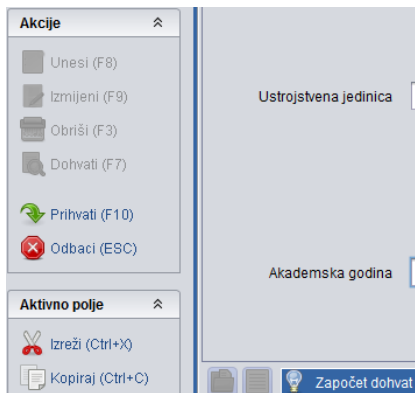 Akcije
Unesi (F8)
Izmijeni (F9)
Obriši (F3)
Dohvati (F7)
Prihvati (F10)
Odbaci (ESC)
Aktivno polje
Izreži (Ctrl+X)
Kopiraj (Ctrl+C)
Ustrojstvena jedinica
Akademska godina
Započet dohvat